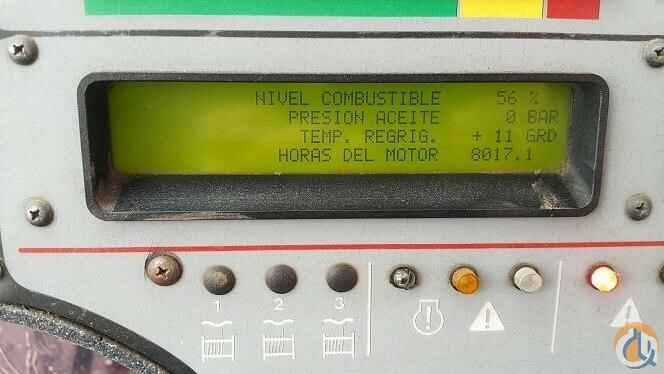 NIVEL COMBUSTIBLE 56 %
PRESION ACEITE 0 BAR
TEMP. REGRIG. + 11 GRD
HORAS DEL MOTOR 8017.1
1 2 3